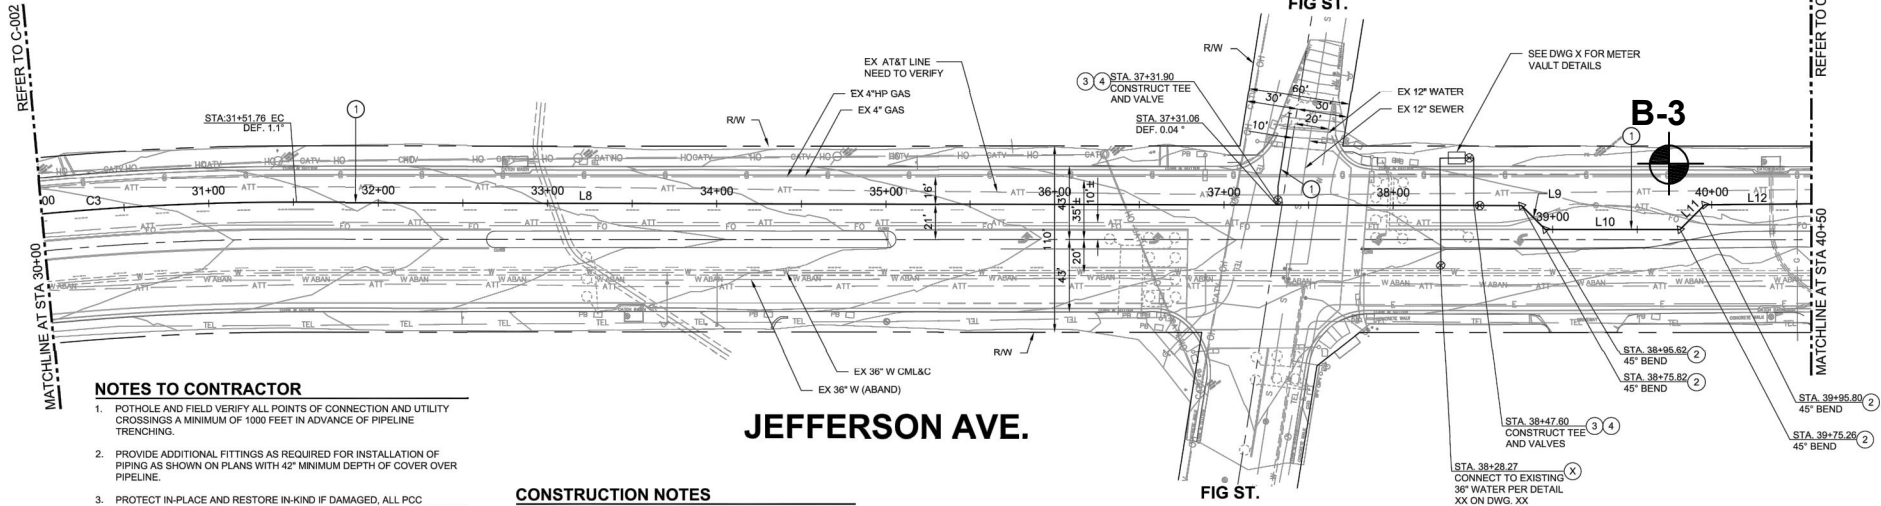 REFER TO C-002
MATCHLINE AT STA 30+00
STA:31+51.76 EC
DEF. 1.1°
1
R/W
EX AT&T LINE
NEED TO VERIFY
EX 4"HP GAS
EX 4" GAS
3 4 STA. 37+31.90
CONSTRUCT TEE
AND VALVE
STA. 37+31.06
DEF. 0.04 °
R/W
FIG ST.
60'
30' 30'
20'
10'
EX 12" WATER
EX 12" SEWER
1
SEE DWG X FOR METER
VAULT DETAILS
B-3
1
REFER TO C
MATCHLINE AT STA 40+50
00 C3 31+00 32+00 33+00 L8 34+00 35+00 36+00 37+00 38+00 L9 39+00 L10 L11 40+00 L12
16'
21'
43'
35'±
10'±
110'
20'
43'
CATV HO
ATT
FO
W ABAN
TEL
PB
R/W
EX 36" W CML&C
EX 36" W (ABAND)
JEFFERSON AVE.
FIG ST.
STA. 38+95.62 2
45° BEND
STA. 38+75.82 2
45° BEND
STA. 39+95.80 2
45° BEND
STA. 39+75.26 2
45° BEND
STA. 38+47.60 3 4
CONSTRUCT TEE
AND VALVES
STA. 38+28.27 X
CONNECT TO EXISTING
36" WATER PER DETAIL
XX ON DWG. XX
NOTES TO CONTRACTOR
1. POTHOLE AND FIELD VERIFY ALL POINTS OF CONNECTION AND UTILITY
CROSSINGS A MINIMUM OF 1000 FEET IN ADVANCE OF PIPELINE
TRENCHING.
2. PROVIDE ADDITIONAL FITTINGS AS REQUIRED FOR INSTALLATION OF
PIPING AS SHOWN ON PLANS WITH 42" MINIMUM DEPTH OF COVER OVER
PIPELINE.
3. PROTECT IN-PLACE AND RESTORE IN-KIND IF DAMAGED, ALL PCC
CONSTRUCTION NOTES